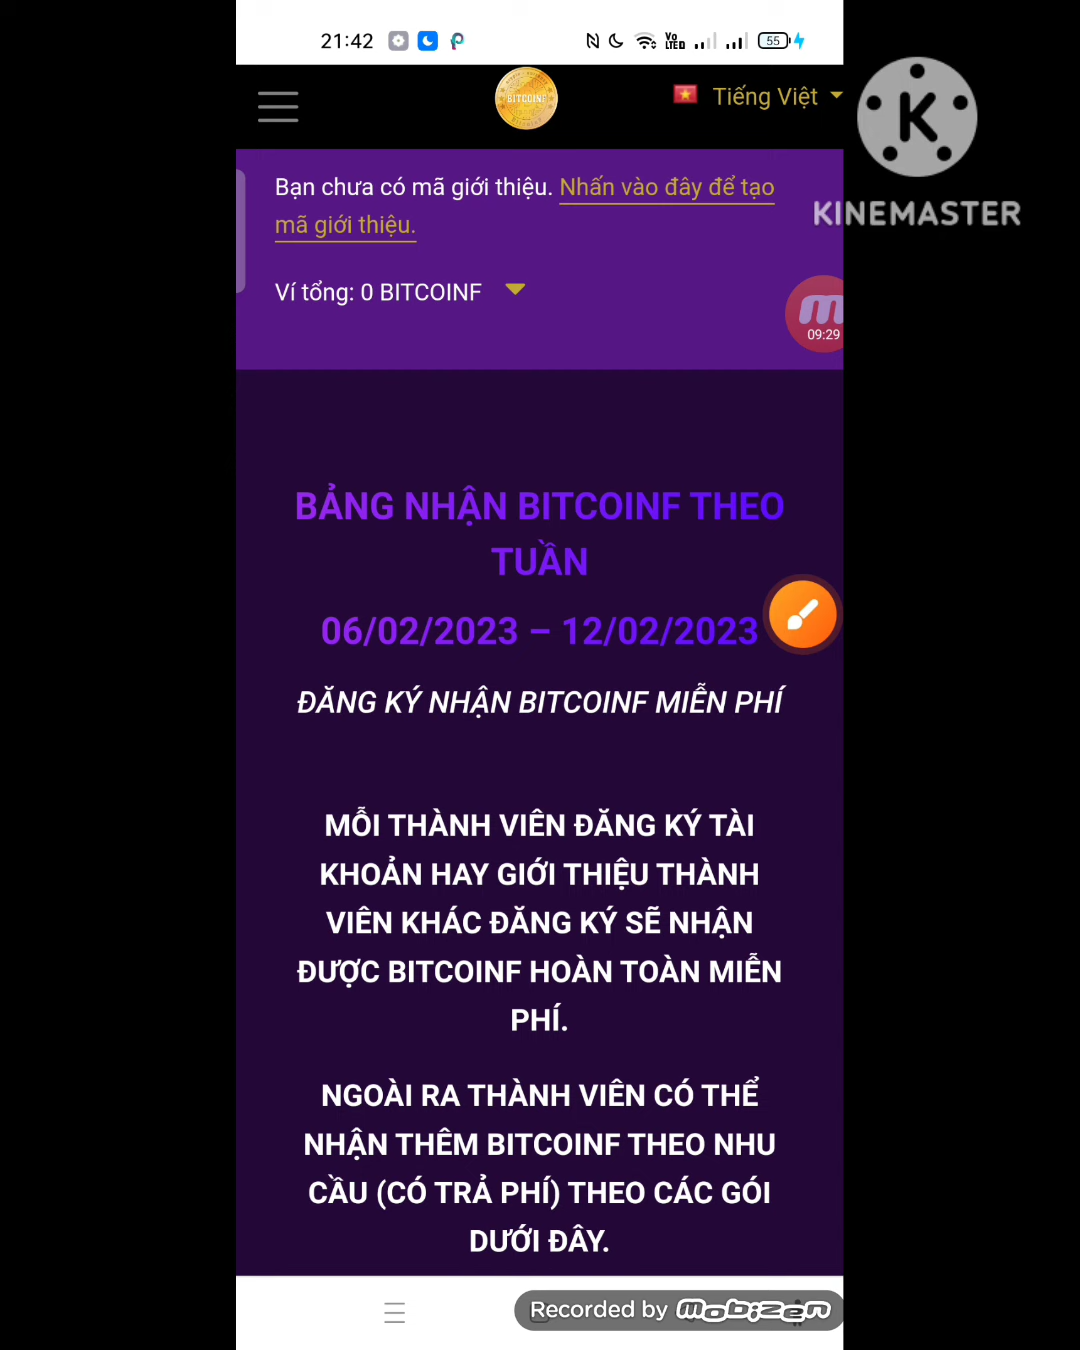 21:42
Vo
LTED
55
BITCOINF
Tiếng Việt
K
KINEMASTER
Bạn chưa có mã giới thiệu. Nhấn vào đây để tạo
mã giới thiệu.
Ví tổng: 0 BITCOINF
m
09:29
BẢNG NHẬN BITCOINF THEO
TUẦN
06/02/2023 – 12/02/2023
ĐĂNG KÝ NHẬN BITCOINF MIỄN PHÍ
MỖI THÀNH VIÊN ĐĂNG KÝ TÀI
KHOẢN HAY GIỚI THIỆU THÀNH
VIÊN KHÁC ĐĂNG KÝ SẼ NHẬN
ĐƯỢC BITCOINF HOÀN TOÀN MIỄN
PHÍ.
NGOÀI RA THÀNH VIÊN CÓ THỂ
NHẬN THÊM BITCOINF THEO NHU
CẦU (CÓ TRẢ PHÍ) THEO CÁC GÓI
DƯỚI ĐÂY.
Recorded by mobizen